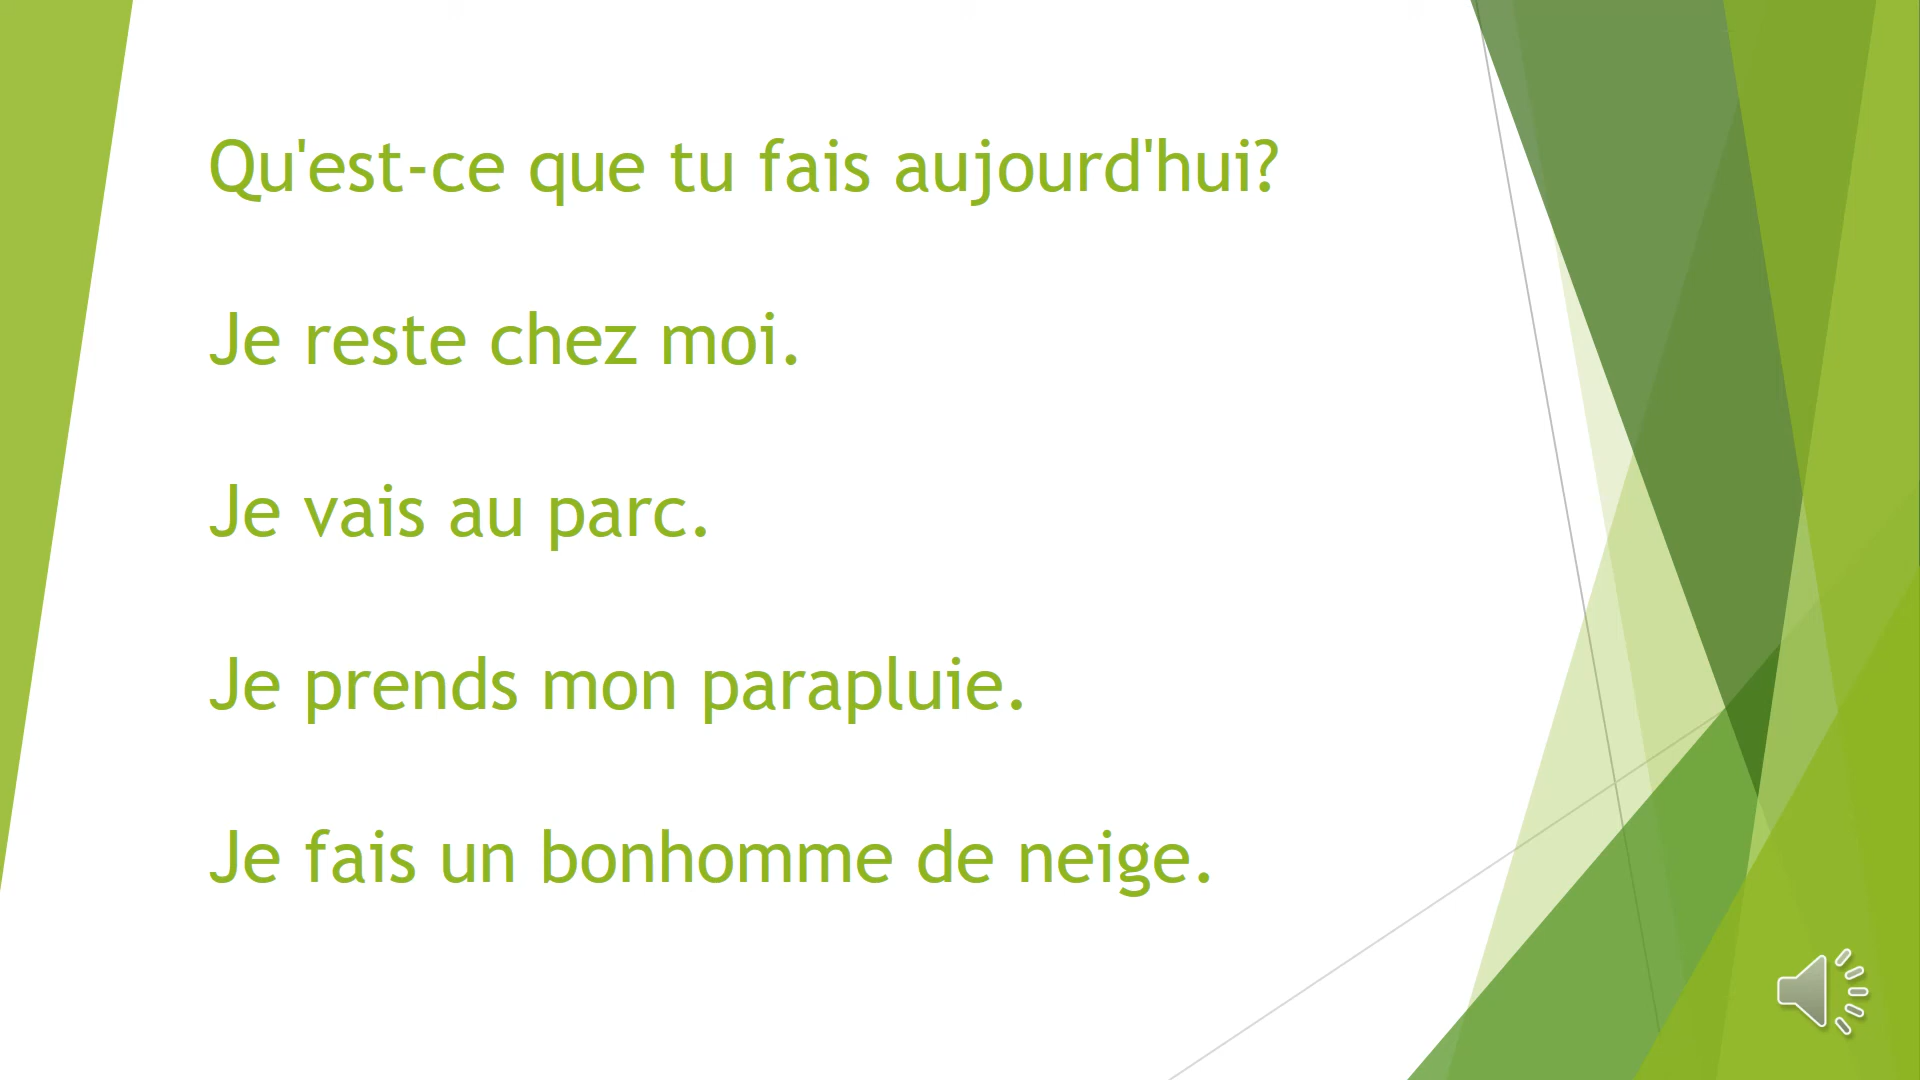 Qu'est-ce que tu fais aujourd'hui?
Je reste chez moi.
Je vais au parc.
Je prends mon parapluie.
Je fais un bonhomme de neige.